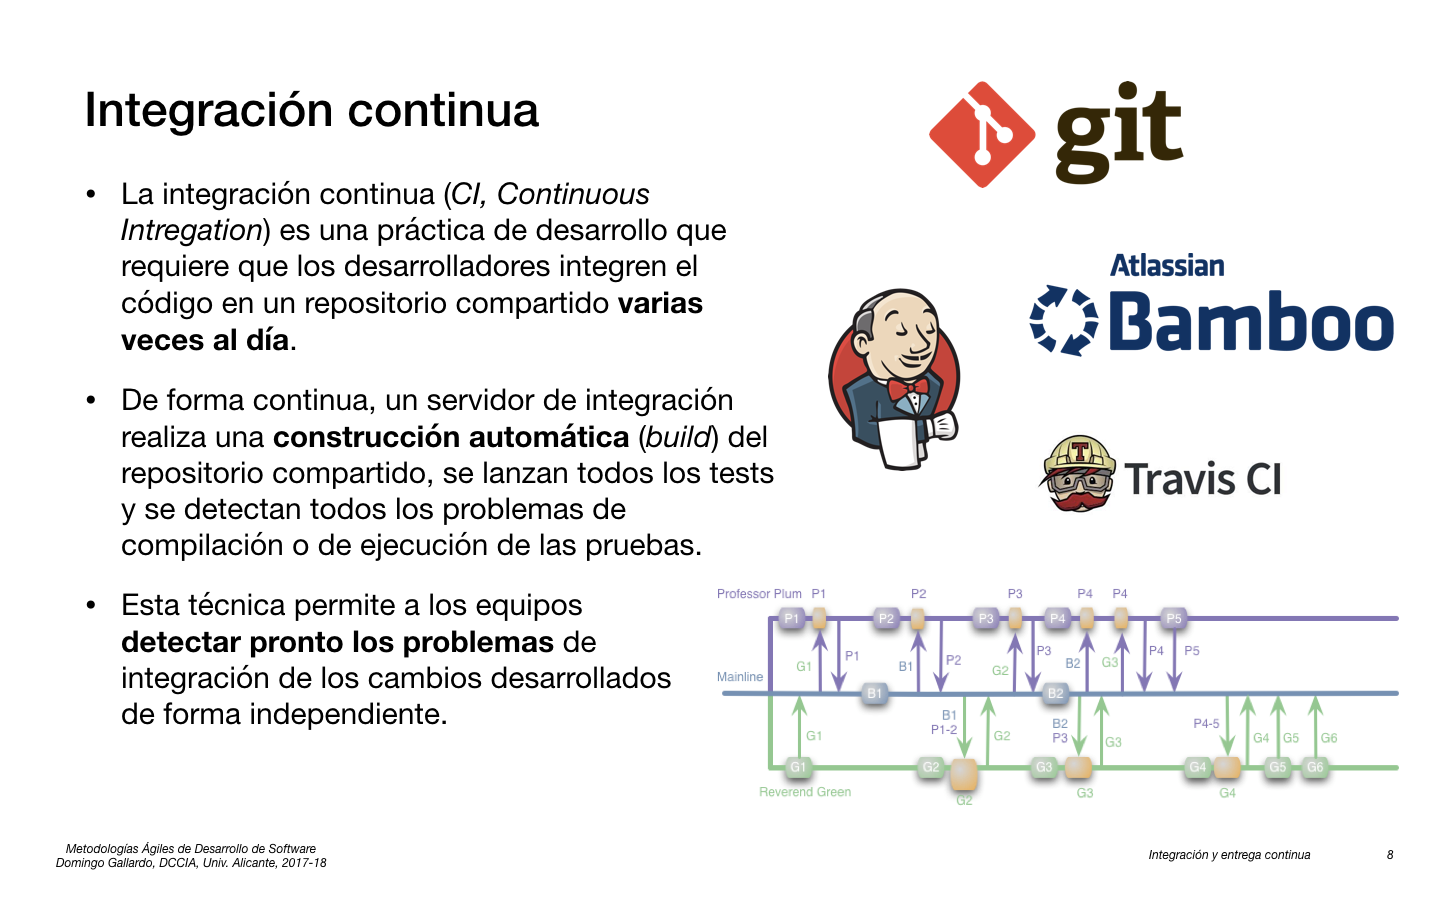 Integración continua
• La integración continua (CI, Continuous
Intregation) es una práctica de desarrollo que
requiere que los desarrolladores integren el
código en un repositorio compartido varias
veces al día.
• De forma continua, un servidor de integración
realiza una construcción automática (build) del
repositorio compartido, se lanzan todos los tests
y se detectan todos los problemas de
compilación o de ejecución de las pruebas.
• Esta técnica permite a los equipos
detectar pronto los problemas de
integración de los cambios desarrollados
de forma independiente.
git
Atlassian
Bamboo
T
Travis CI
Professor Plum P1 P2 P3 P4 P4
P1 P2 P3 P4 P5
G1 P1 B1 P2 G2 P3 B2 G3 P4 P5
Mainline
B1 B2
G1 B1 P1-2 G2 B2 P3 G3 P4-5 G4 G5 G6
G1 G2 G3 G4 G5 G6
Reverend Green G2 G3 G4
Metodologías Ágiles de Desarrollo de Software
Domingo Gallardo, DCCIA, Univ. Alicante, 2017-18
Integración y entrega continua
8